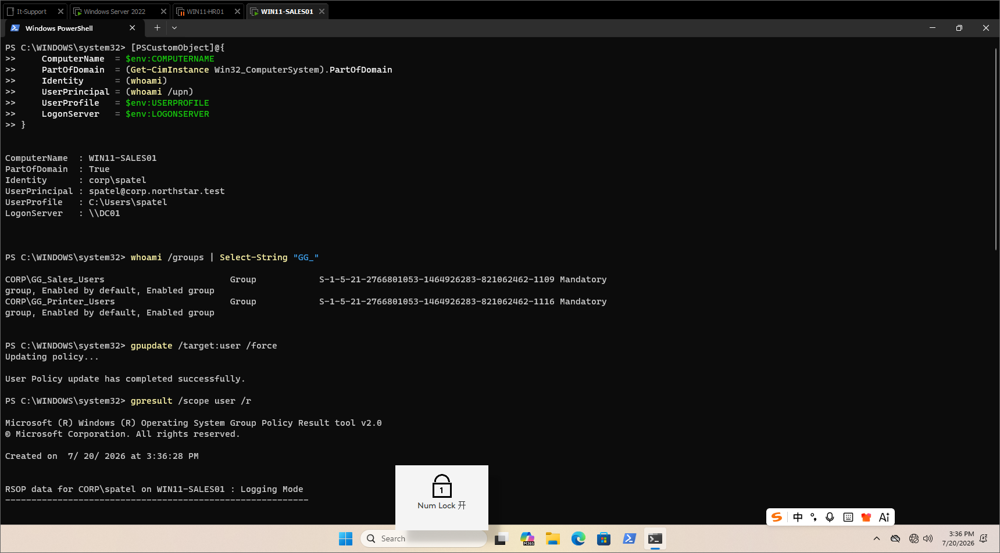 It-Support
Windows Server 2022
WIN11-HR01
WIN11-SALES01
Windows PowerShell
PS C:\WINDOWS\system32> [PSCustomObject]@{
>>     ComputerName  = $env:COMPUTERNAME
>>     PartOfDomain  = (Get-CimInstance Win32_ComputerSystem).PartOfDomain
>>     Identity      = (whoami)
>>     UserPrincipal = (whoami /upn)
>>     UserProfile   = $env:USERPROFILE
>>     LogonServer   = $env:LOGONSERVER
>> }
ComputerName  : WIN11-SALES01
PartOfDomain  : True
Identity      : corp\spatel
UserPrincipal : spatel@corp.northstar.test
UserProfile   : C:\Users\spatel
LogonServer   : \\DC01
PS C:\WINDOWS\system32> whoami /groups | Select-String "GG_"
CORP\GG_Sales_Users                        Group            S-1-5-21-2766801053-1464926283-821062462-1109 Mandatory
group, Enabled by default, Enabled group
CORP\GG_Printer_Users                      Group            S-1-5-21-2766801053-1464926283-821062462-1116 Mandatory
group, Enabled by default, Enabled group
PS C:\WINDOWS\system32> gpupdate /target:user /force
Updating policy...
User Policy update has completed successfully.
PS C:\WINDOWS\system32> gpresult /scope user /r
Microsoft (R) Windows (R) Operating System Group Policy Result tool v2.0
© Microsoft Corporation. All rights reserved.
Created on  7/ 20/ 2026 at 3:36:28 PM
RSOP data for CORP\spatel on WIN11-SALES01 : Logging Mode
----------------------------------------------------------
1
Num Lock 开
S 中 °, Ai
Search
M365
3:36 PM
7/20/2026